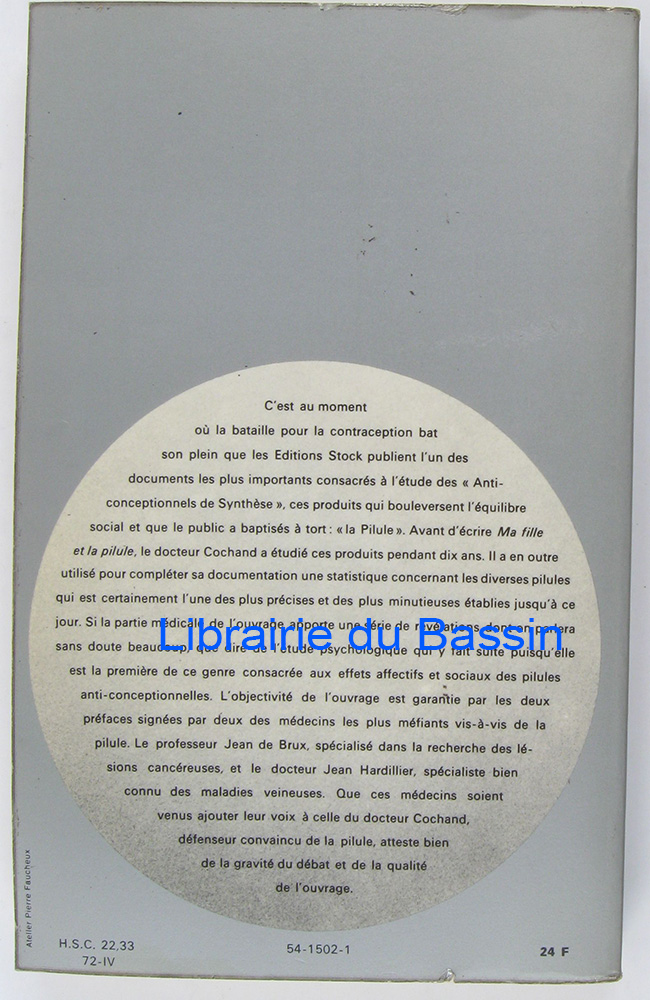 C'est au moment
où la bataille pour la contraception bat
son plein que les Editions Stock publient l'un des
documents les plus importants consacrés à l'étude des « Anti-
conceptionnels de Synthèse », ces produits qui bouleversent l'équilibre
social et que le public a baptisés à tort : « la Pilule ». Avant d'écrire Ma fille
et la pilule, le docteur Cochand a étudié ces produits pendant dix ans. Il a en outre
utilisé pour compléter sa documentation une statistique concernant les diverses pilules
qui est certainement l'une des plus précises et des plus minutieuses établies jusqu'à ce
jour. Si la partie médicale de l'ouvrage apporte une série de révélations dont on parlera
Librairie du Bassin
sans doute beaucoup, que dire de l'étude psychologique qui y fait suite puisqu'elle
est la première de ce genre consacrée aux effets affectifs et sociaux des pilules
anti-conceptionnelles. L'objectivité de l'ouvrage est garantie par les deux
préfaces signées par deux des médecins les plus méfiants vis-à-vis de la
pilule. Le professeur Jean de Brux, spécialisé dans la recherche des lé-
sions cancéreuses, et le docteur Jean Hardillier, spécialiste bien
connu des maladies veineuses. Que ces médecins soient
venus ajouter leur voix à celle du docteur Cochand,
défenseur convaincu de la pilule, atteste bien
de la gravité du débat et de la qualité
de l'ouvrage.
Atelier Pierre Faucheux
H.S.C. 22,33
72-IV
54-1502-1
24 F